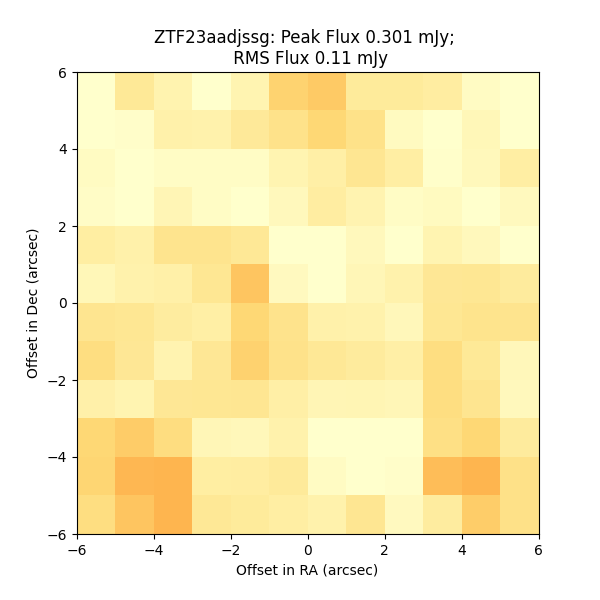 ZTF23aadjssg: Peak Flux 0.301 mJy;
RMS Flux 0.11 mJy
6
4
2
0
−2
−4
−6
Offset in Dec (arcsec)
−6 −4 −2 0 2 4 6
Offset in RA (arcsec)